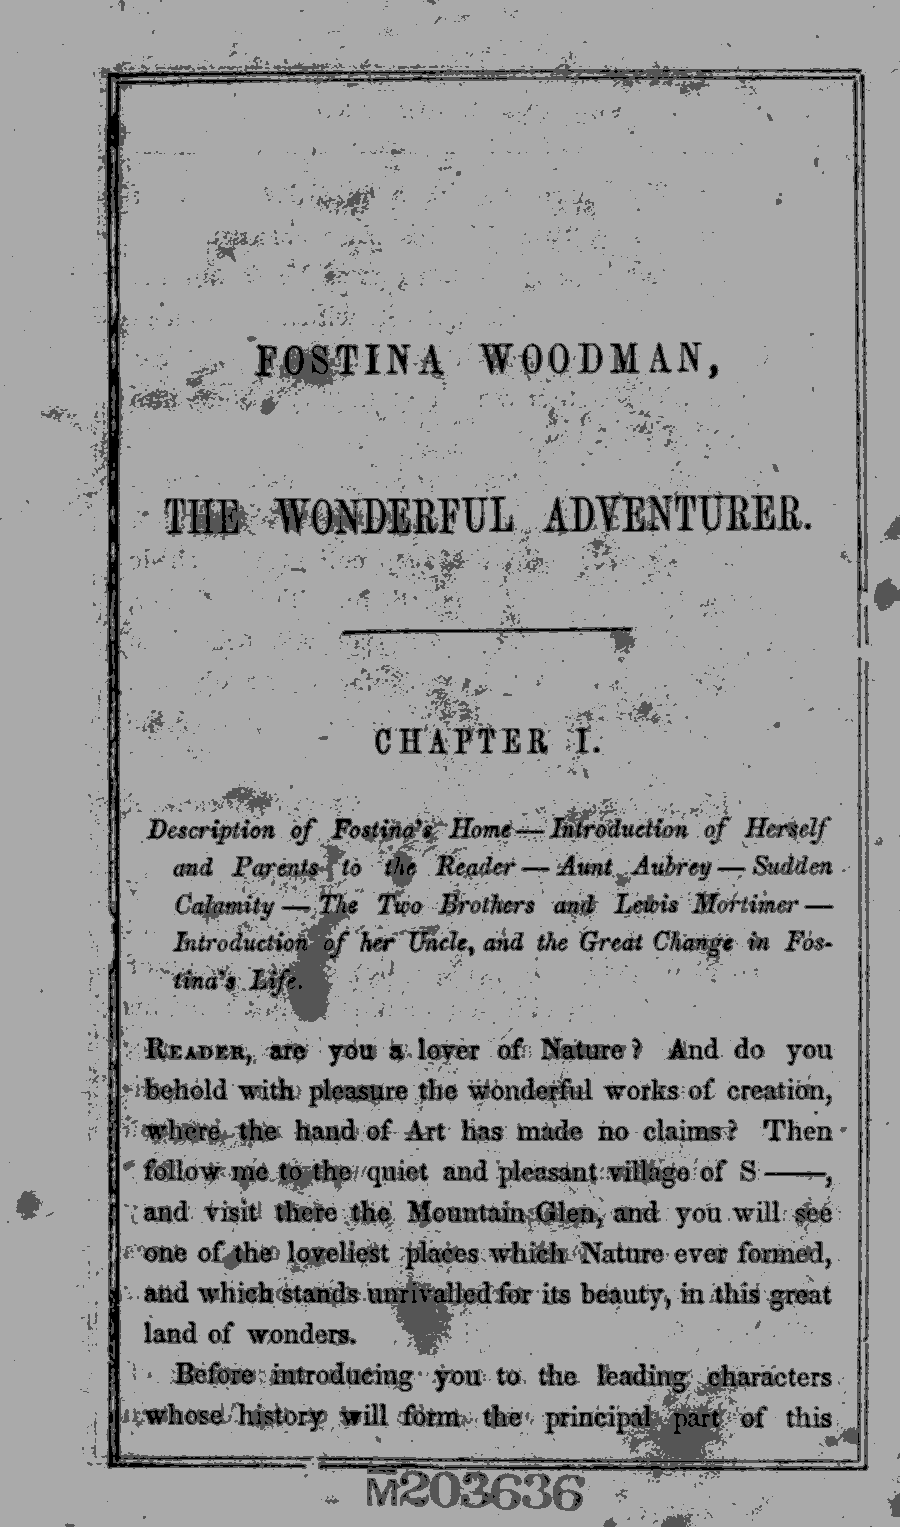 FOSTINA WOODMAN,
THE WONDERFUL ADVENTURER.
CHAPTER I.
Description of Fostina's Home — Introduction of Herself
and Parents to the Reader — Aunt Aubrey — Sudden
Calamity — The Two Brothers and Lewis Mortimer —
Introduction of her Uncle, and the Great Change in Fos-
tina's Life.
READER, are you a lover of Nature? And do you
behold with pleasure the wonderful works of creation,
where the hand of Art has made no claims? Then
follow me to the quiet and pleasant village of S——,
and visit there the Mountain Glen, and you will see
one of the loveliest places which Nature ever formed,
and which stands unrivalled for its beauty, in this great
land of wonders.
Before introducing you to the leading characters
whose history will form the principal part of this
M203636